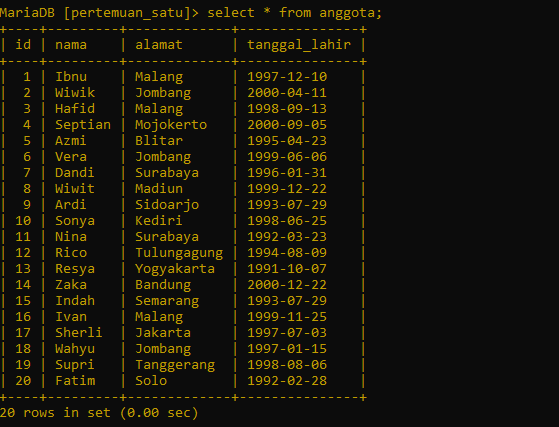 MariaDB [pertemuan_satu]> select * from anggota;
+----+---------+-------------+---------------+
| id | nama    | alamat      | tanggal_lahir |
+----+---------+-------------+---------------+
|  1 | Ibnu    | Malang      | 1997-12-10    |
|  2 | Wiwik   | Jombang     | 2000-04-11    |
|  3 | Hafid   | Malang      | 1998-09-13    |
|  4 | Septian | Mojokerto   | 2000-09-05    |
|  5 | Azmi    | Blitar      | 1995-04-23    |
|  6 | Vera    | Jombang     | 1999-06-06    |
|  7 | Dandi   | Surabaya    | 1996-01-31    |
|  8 | Wiwit   | Madiun      | 1999-12-22    |
|  9 | Ardi    | Sidoarjo    | 1993-07-29    |
| 10 | Sonya   | Kediri      | 1998-06-25    |
| 11 | Nina    | Surabaya    | 1992-03-23    |
| 12 | Rico    | Tulungagung | 1994-08-09    |
| 13 | Resya   | Yogyakarta  | 1991-10-07    |
| 14 | Zaka    | Bandung     | 2000-12-22    |
| 15 | Indah   | Semarang    | 1993-07-29    |
| 16 | Ivan    | Malang      | 1999-11-25    |
| 17 | Sherli  | Jakarta     | 1997-07-03    |
| 18 | Wahyu   | Jombang     | 1997-01-15    |
| 19 | Supri   | Tanggerang  | 1998-08-06    |
| 20 | Fatim   | Solo        | 1992-02-28    |
+----+---------+-------------+---------------+
20 rows in set (0.00 sec)